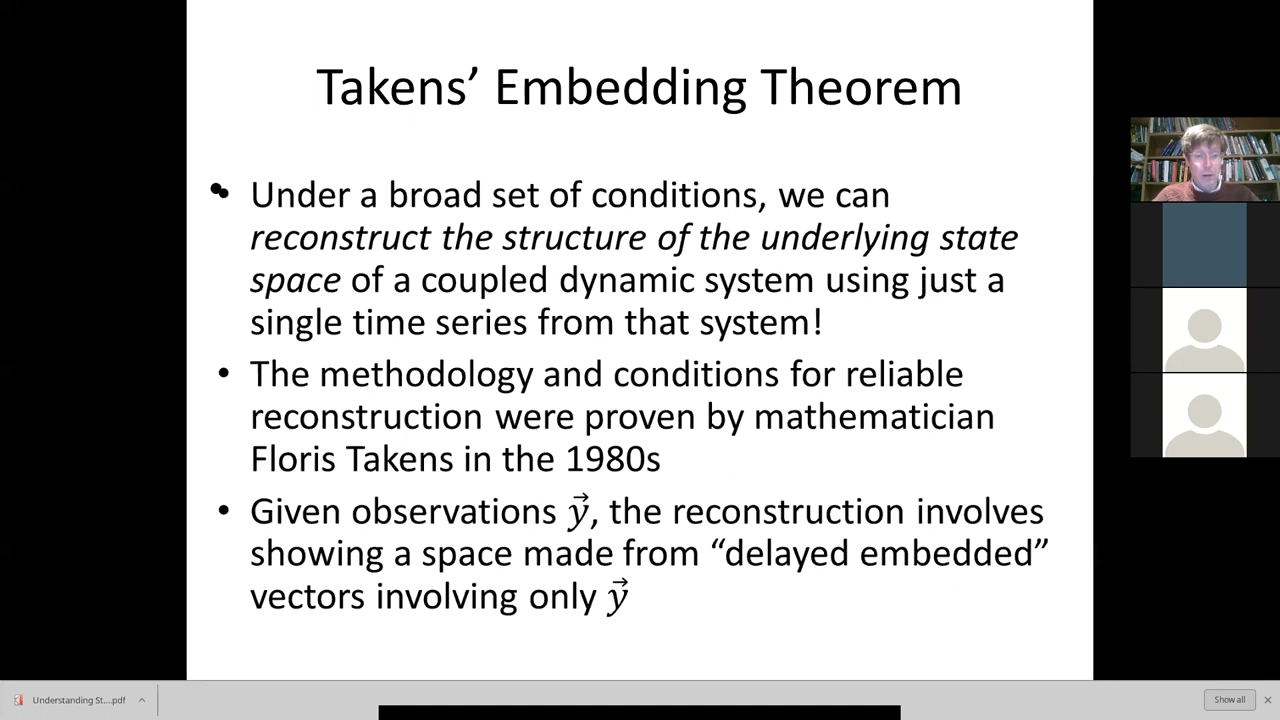 Takens’ Embedding Theorem
• Under a broad set of conditions, we can
reconstruct the structure of the underlying state
space of a coupled dynamic system using just a
single time series from that system!
• The methodology and conditions for reliable
reconstruction were proven by mathematician
Floris Takens in the 1980s
• Given observations y⃗, the reconstruction involves
showing a space made from “delayed embedded”
vectors involving only y⃗
Understanding St....pdf
Show all